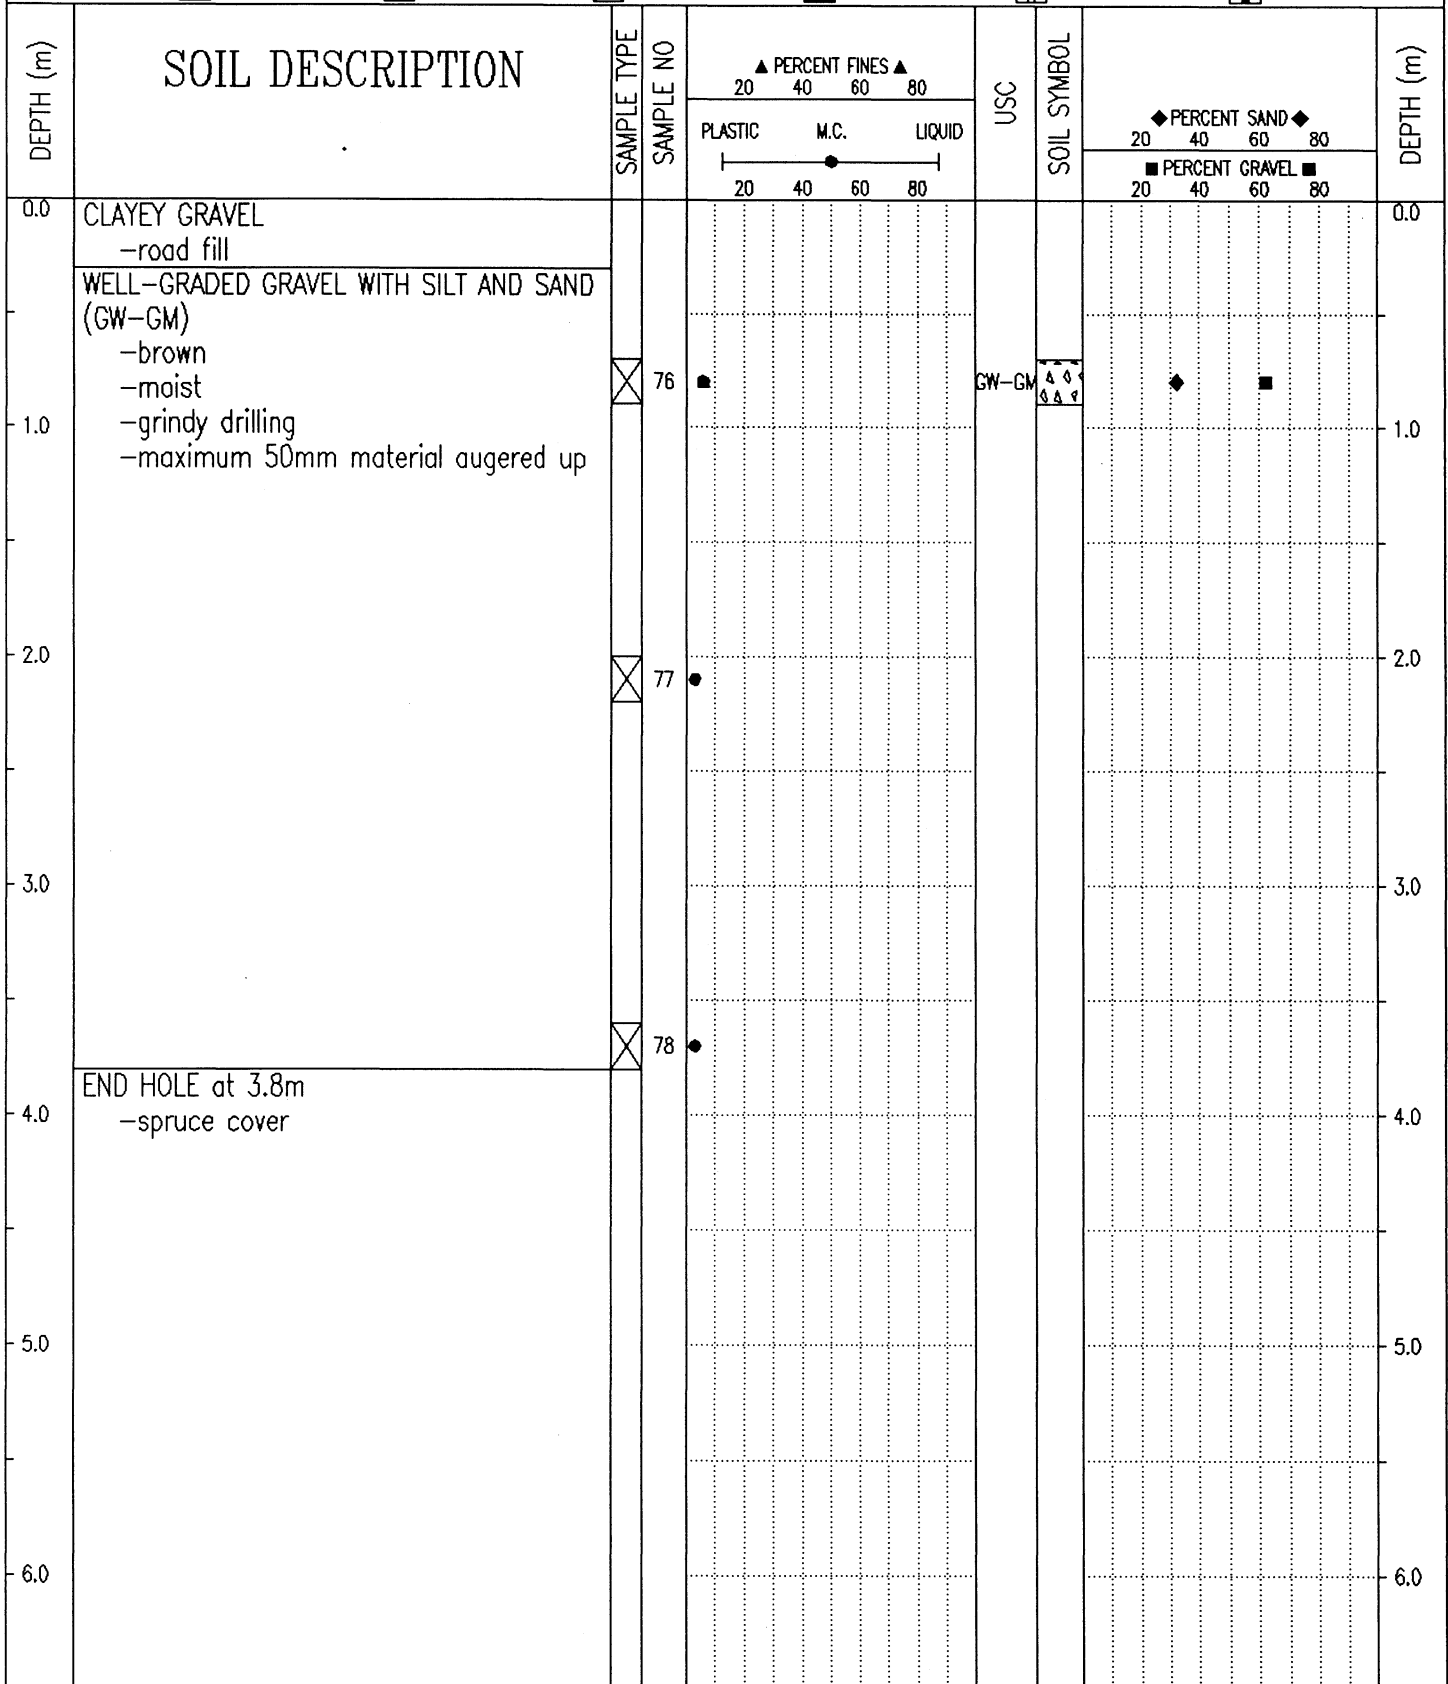 DEPTH (m)
SOIL DESCRIPTION
SAMPLE TYPE
SAMPLE NO
▲ PERCENT FINES ▲
20 40 60 80
PLASTIC M.C. LIQUID
20 40 60 80
USC
SOIL SYMBOL
◆ PERCENT SAND ◆
20 40 60 80
■ PERCENT GRAVEL ■
20 40 60 80
DEPTH (m)
0.0 CLAYEY GRAVEL 0.0
-road fill
WELL-GRADED GRAVEL WITH SILT AND SAND
(GW-GM)
-brown
-moist 76 GW-GM
-grindy drilling
1.0 1.0
-maximum 50mm material augered up
2.0 2.0
77
3.0 3.0
78
END HOLE at 3.8m
4.0 4.0
-spruce cover
5.0 5.0
6.0 6.0